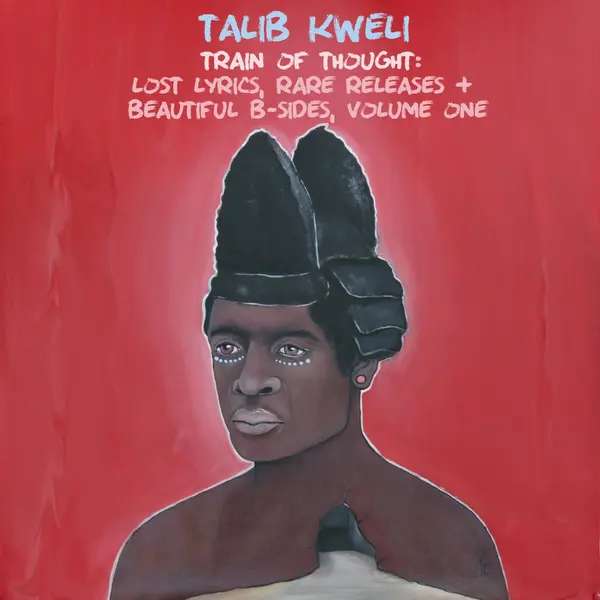 TALIB KWELI
TRAIN OF THOUGHT:
LOST LYRICS, RARE RELEASES +
BEAUTIFUL B-SIDES, VOLUME ONE